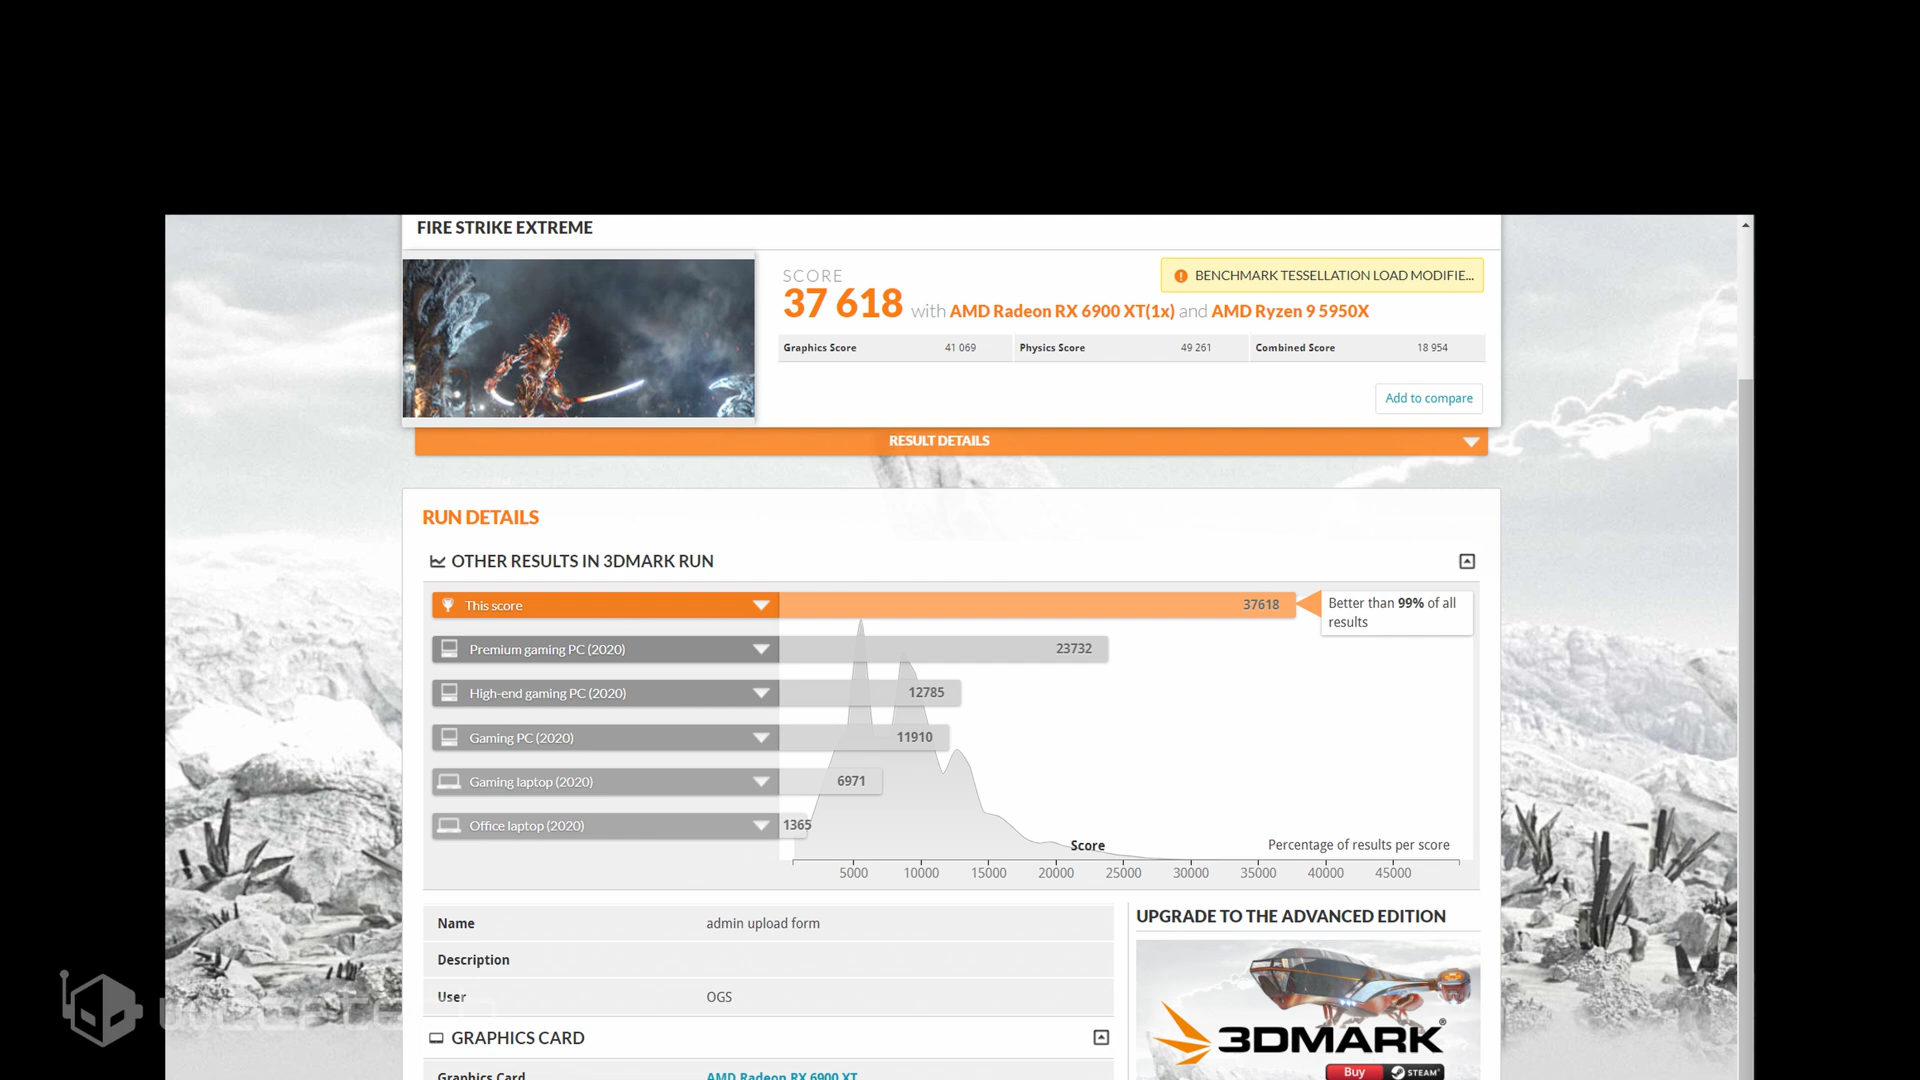 FIRE STRIKE EXTREME
SCORE
BENCHMARK TESSELLATION LOAD MODIFIE...
37 618 with AMD Radeon RX 6900 XT(1x) and AMD Ryzen 9 5950X
Graphics Score 41 069 Physics Score 49 261 Combined Score 18 954
Add to compare
RESULT DETAILS
RUN DETAILS
OTHER RESULTS IN 3DMARK RUN
This score 37618
Better than 99% of all
results
Premium gaming PC (2020) 23732
High-end gaming PC (2020) 12785
Gaming PC (2020) 11910
Gaming laptop (2020) 6971
Office laptop (2020) 1365
Score
Percentage of results per score
5000 10000 15000 20000 25000 30000 35000 40000 45000
Name admin upload form
Description
User OGS
GRAPHICS CARD
Graphics Card AMD Radeon RX 6900 XT
UPGRADE TO THE ADVANCED EDITION
3DMARK®
Buy STEAM®